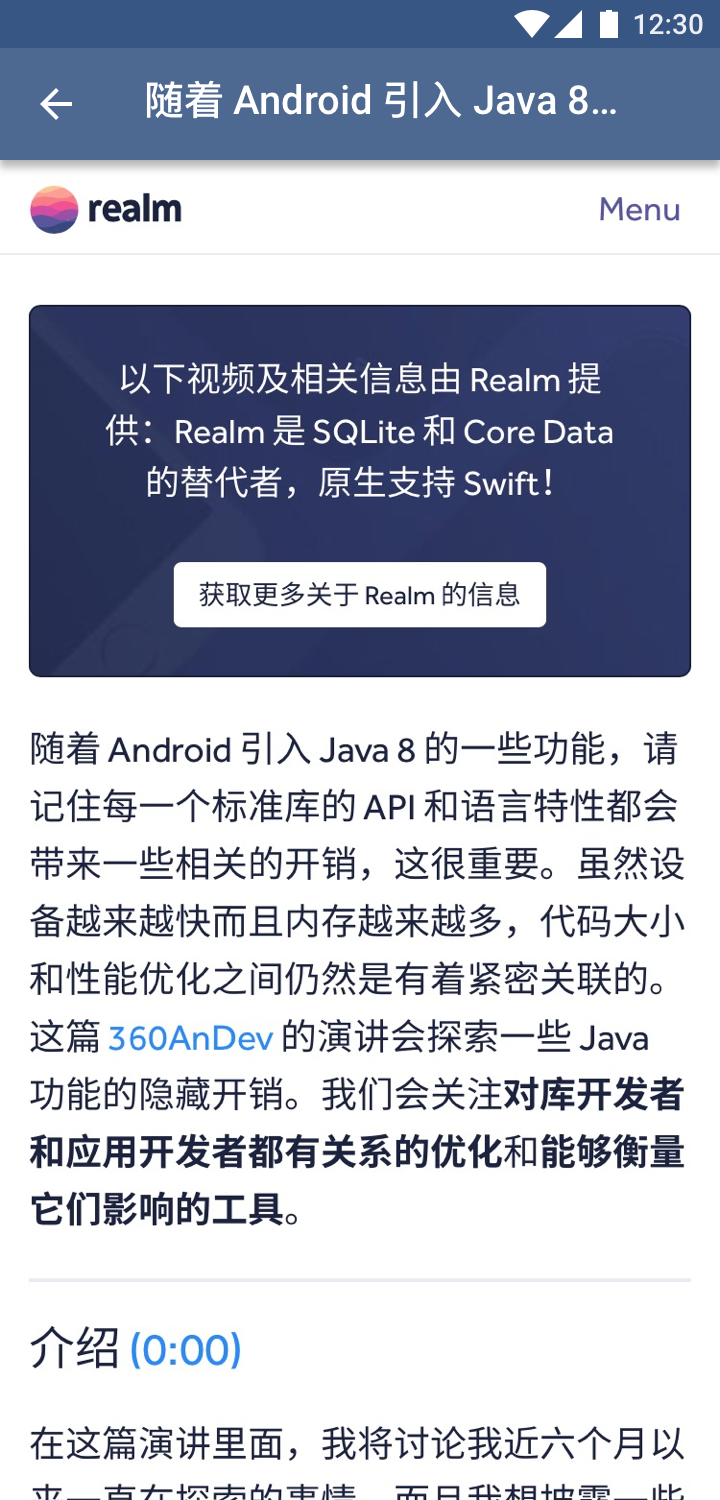 12:30
随着 Android 引入 Java 8...
realm
Menu
以下视频及相关信息由 Realm 提
供：Realm 是 SQLite 和 Core Data
的替代者，原生支持 Swift！
获取更多关于 Realm 的信息
随着 Android 引入 Java 8 的一些功能，请
记住每一个标准库的 API 和语言特性都会
带来一些相关的开销，这很重要。虽然设
备越来越快而且内存越来越多，代码大小
和性能优化之间仍然是有着紧密关联的。
这篇 360AnDev 的演讲会探索一些 Java
功能的隐藏开销。我们会关注对库开发者
和应用开发者都有关系的优化和能够衡量
它们影响的工具。
介绍 (0:00)
在这篇演讲里面，我将讨论我近六个月以
来一直在探索的事情，而且我想披露一些